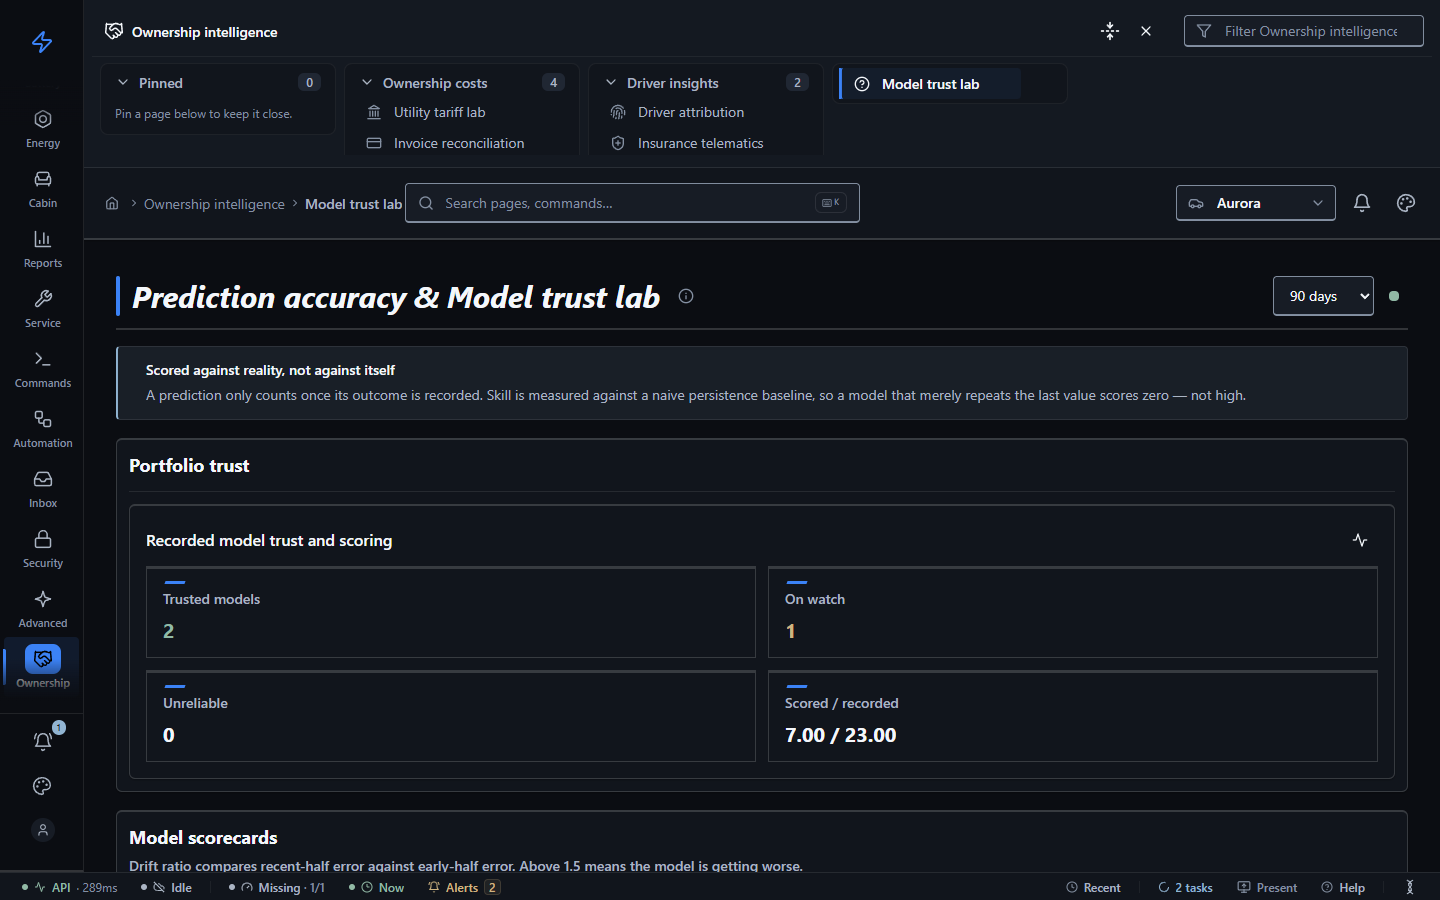 Ownership intelligence
Filter Ownership intelligence
Pinned 0
Pin a page below to keep it close.
Ownership costs 4
Utility tariff lab
Invoice reconciliation
Driver insights 2
Driver attribution
Insurance telematics
Model trust lab
Energy
Cabin
Reports
Service
Commands
Automation
Inbox
Security
Advanced
Ownership
1
Ownership intelligence
Model trust lab
Search pages, commands...
K
Aurora
Prediction accuracy & Model trust lab
90 days
Scored against reality, not against itself
A prediction only counts once its outcome is recorded. Skill is measured against a naive persistence baseline, so a model that merely repeats the last value scores zero — not high.
Portfolio trust
Recorded model trust and scoring
Trusted models
2
On watch
1
Unreliable
0
Scored / recorded
7.00 / 23.00
Model scorecards
Drift ratio compares recent-half error against early-half error. Above 1.5 means the model is getting worse.
API · 289ms
Idle
Missing · 1/1
Now
Alerts 2
Recent
2 tasks
Present
Help